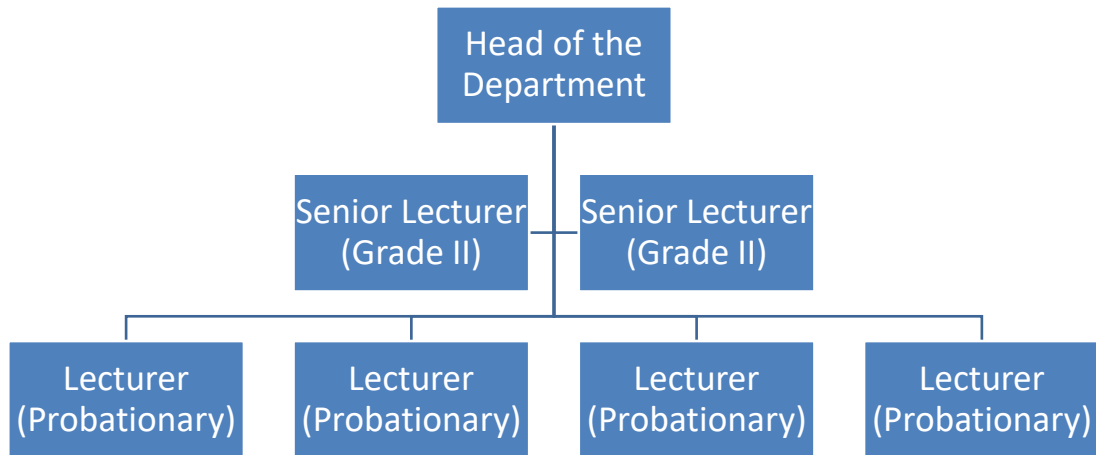 Head of the
Department
Senior Lecturer
(Grade II)
Senior Lecturer
(Grade II)
Lecturer
(Probationary)
Lecturer
(Probationary)
Lecturer
(Probationary)
Lecturer
(Probationary)